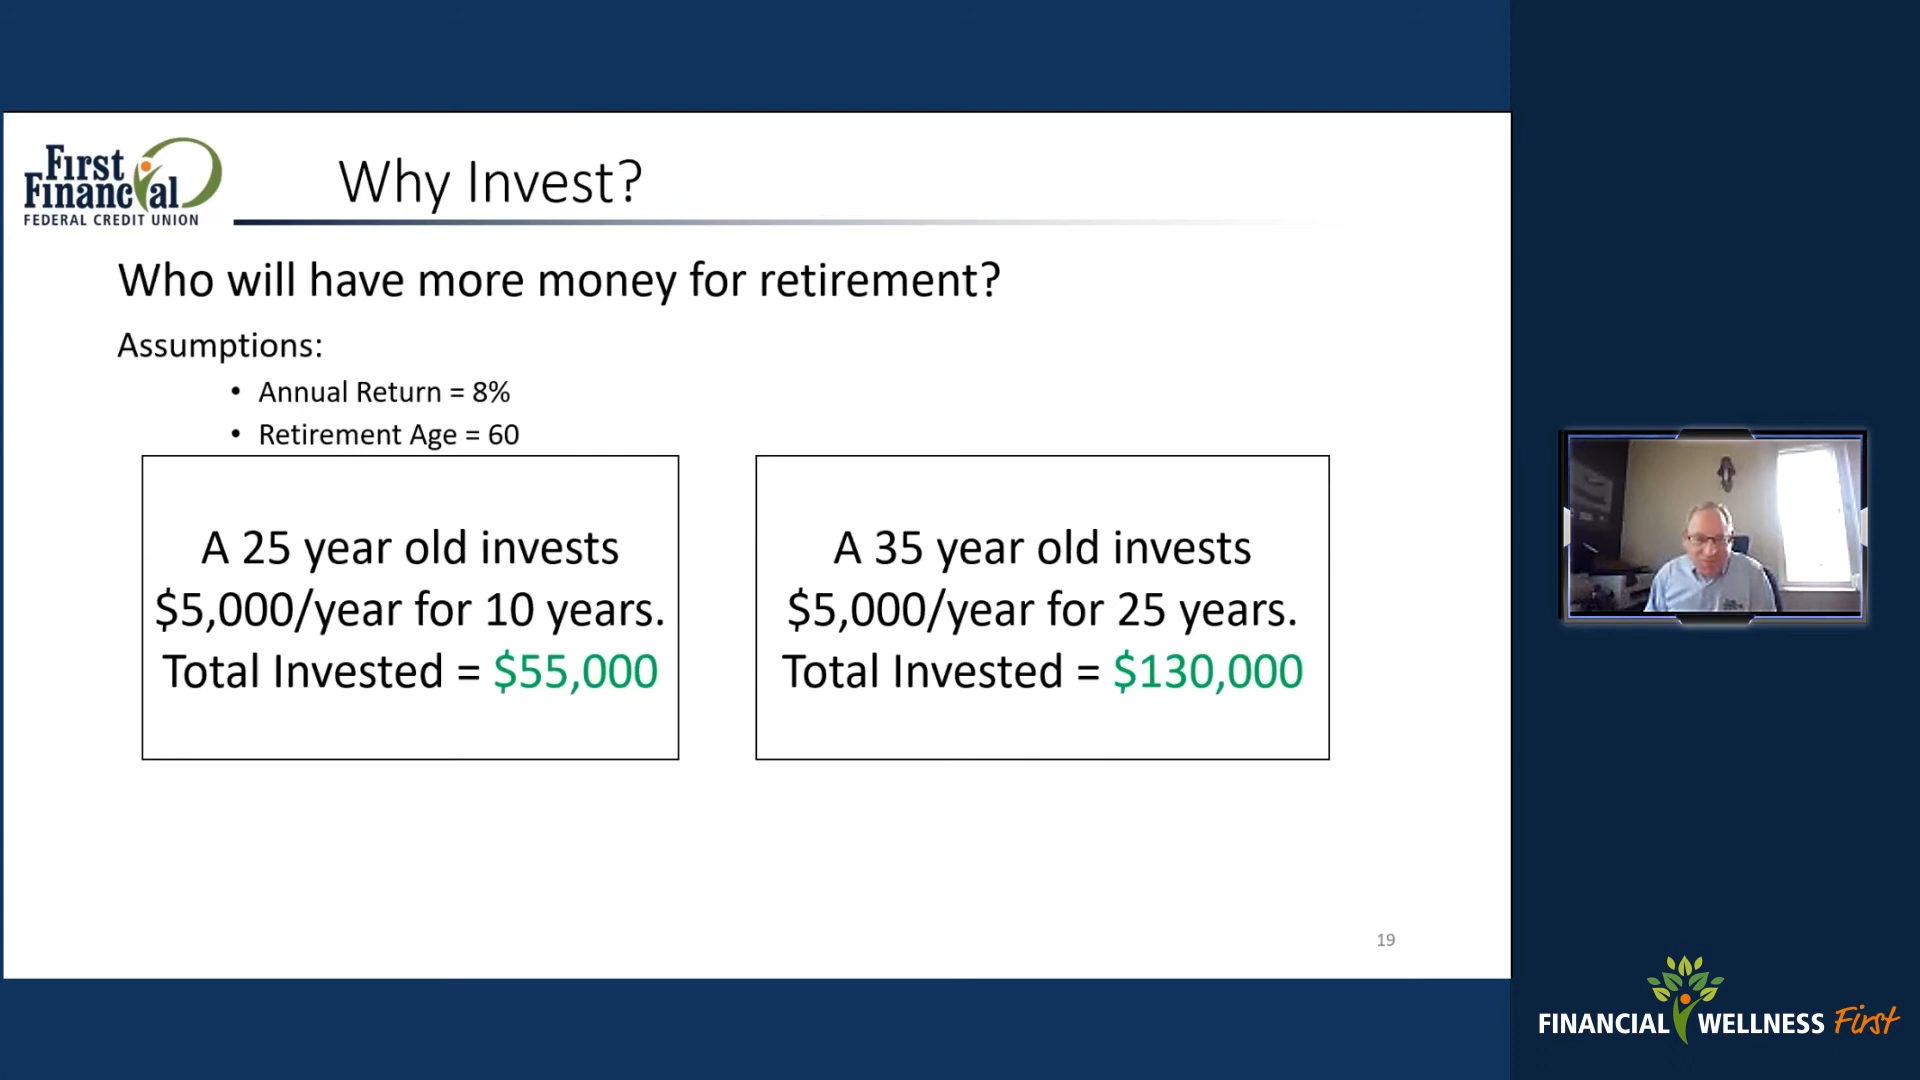 First
Financial
FEDERAL CREDIT UNION
Why Invest?
Who will have more money for retirement?
Assumptions:
• Annual Return = 8%
• Retirement Age = 60
A 25 year old invests
$5,000/year for 10 years.
Total Invested = $55,000
A 35 year old invests
$5,000/year for 25 years.
Total Invested = $130,000
19
FINANCIAL WELLNESS First